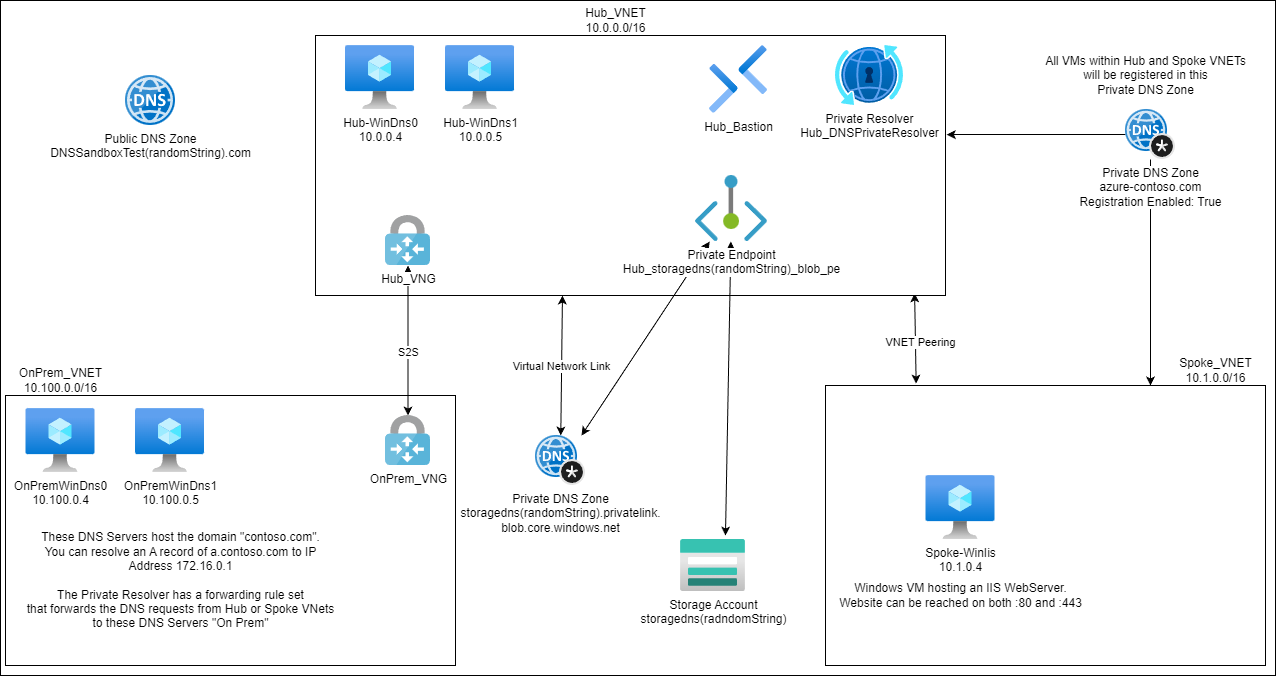 Hub_VNET
10.0.0.0/16
Hub-WinDns0
10.0.0.4
Hub-WinDns1
10.0.0.5
Hub_Bastion
Private Resolver
Hub_DNSPrivateResolver
All VMs within Hub and Spoke VNETs
will be registered in this
Private DNS Zone
DNS
Private DNS Zone
azure-contoso.com
Registration Enabled: True
DNS
Public DNS Zone
DNSSandboxTest(randomString).com
Hub_VNG
Private Endpoint
Hub_storagedns(randomString)_blob_pe
S2S
Virtual Network Link
VNET Peering
OnPrem_VNET
10.100.0.0/16
OnPremWinDns0
10.100.0.4
OnPremWinDns1
10.100.0.5
OnPrem_VNG
These DNS Servers host the domain "contoso.com".
You can resolve an A record of a.contoso.com to IP
Address 172.16.0.1
The Private Resolver has a forwarding rule set
that forwards the DNS requests from Hub or Spoke VNets
to these DNS Servers "On Prem"
DNS
Private DNS Zone
storagedns(randomString).privatelink.
blob.core.windows.net
Storage Account
storagedns(radndomString)
Spoke_VNET
10.1.0.0/16
Spoke-WinIis
10.1.0.4
Windows VM hosting an IIS WebServer.
Website can be reached on both :80 and :443